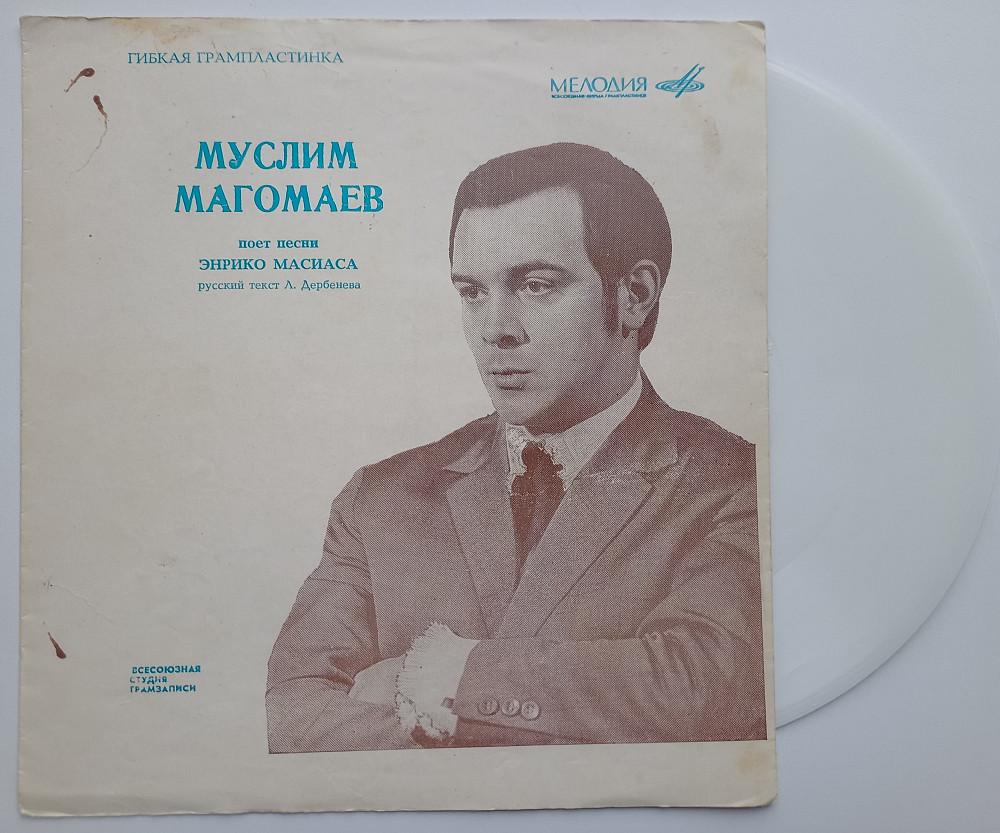 ГИБКАЯ ГРАМПЛАСТИНКА
МЕЛОДИЯ
ВСЕСОЮЗНАЯ ФИРМА ГРАМПЛАСТИНОК
МУСЛИМ
МАГОМАЕВ
поет песни
ЭНРИКО МАСИАСА
русский текст Л. Дербенева
ВСЕСОЮЗНАЯ
СТУДИЯ
ГРАМЗАПИСИ